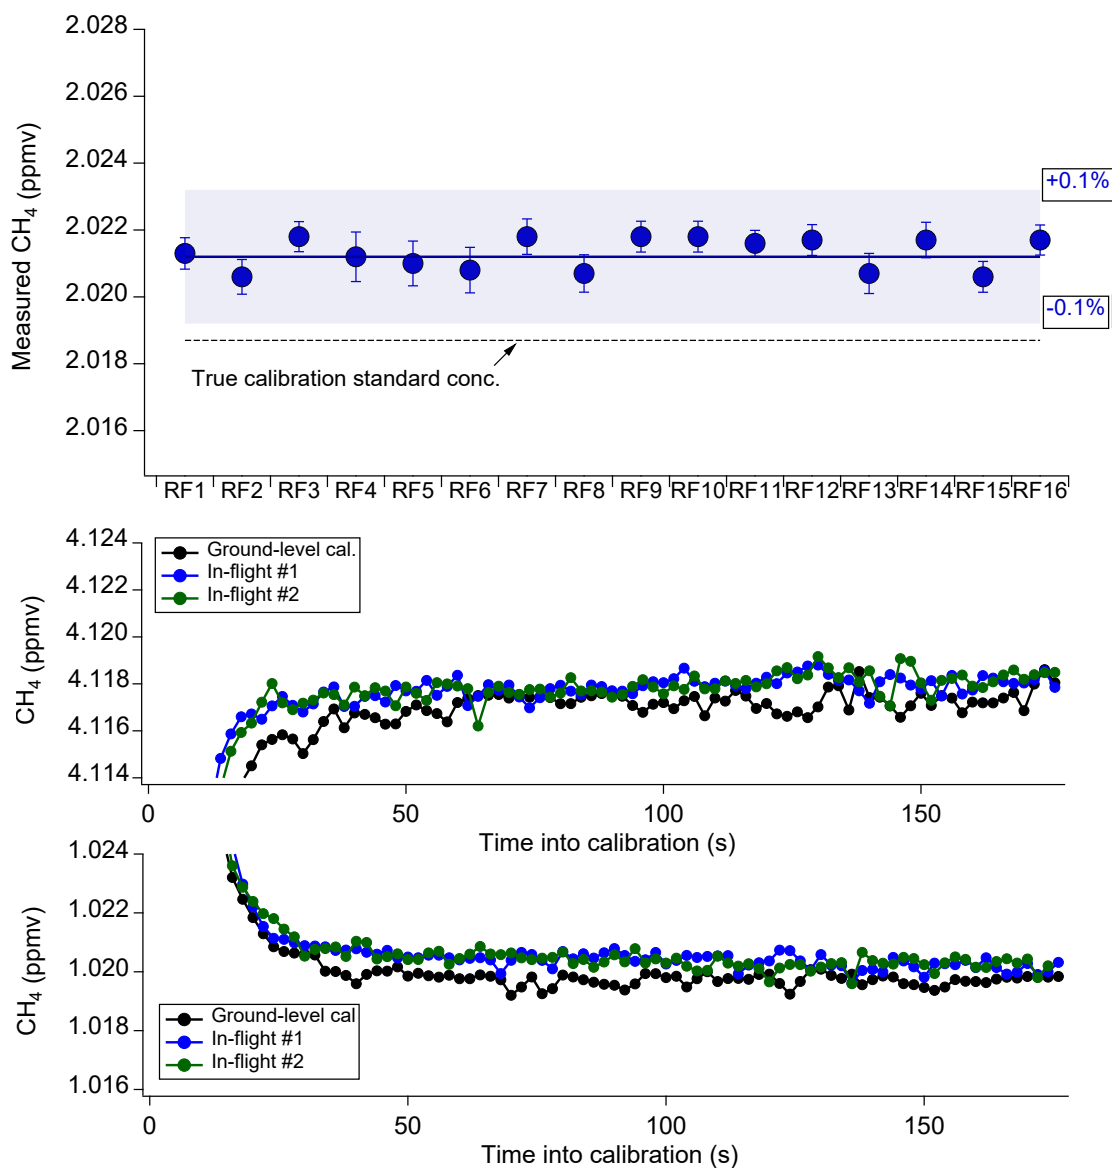 2.028
2.026
2.024
2.022
2.020
2.018
2.016
Measured CH4 (ppmv)
+0.1%
-0.1%
True calibration standard conc.
RF1 RF2 RF3 RF4 RF5 RF6 RF7 RF8 RF9 RF10 RF11 RF12 RF13 RF14 RF15 RF16
4.124
4.122
4.120
4.118
4.116
4.114
CH4 (ppmv)
Ground-level cal.
In-flight #1
In-flight #2
0 50 100 150
Time into calibration (s)
1.024
1.022
1.020
1.018
1.016
CH4 (ppmv)
Ground-level cal
In-flight #1
In-flight #2
0 50 100 150
Time into calibration (s)